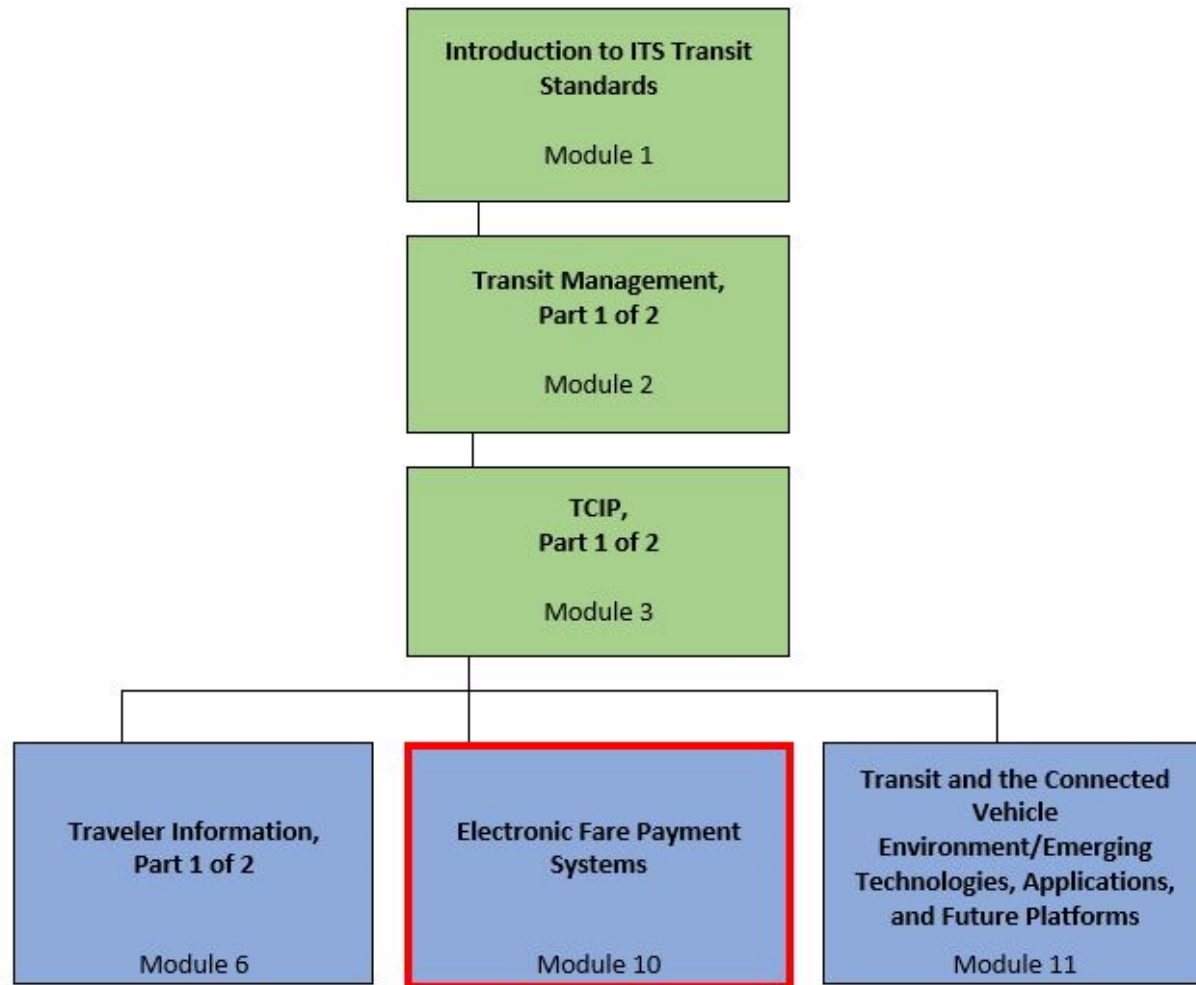 Introduction to ITS Transit
Standards
Module 1
Transit Management,
Part 1 of 2
Module 2
TCIP,
Part 1 of 2
Module 3
Traveler Information,
Part 1 of 2
Module 6
Electronic Fare Payment
Systems
Module 10
Transit and the Connected
Vehicle
Environment/Emerging
Technologies, Applications,
and Future Platforms
Module 11